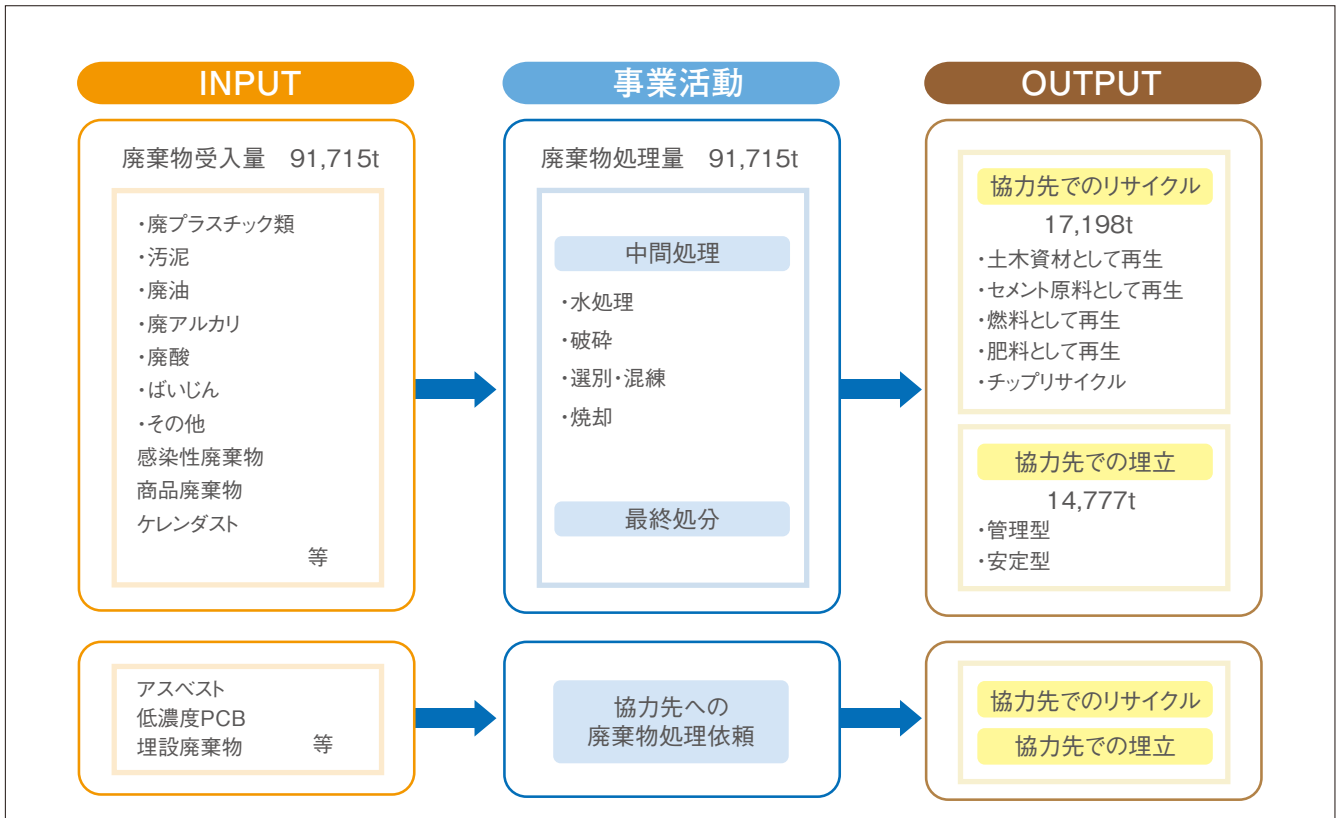 INPUT
廃棄物受入量 91,715t
・廃プラスチック類
・汚泥
・廃油
・廃アルカリ
・廃酸
・ばいじん
・その他
感染性廃棄物
商品廃棄物
ケレンダスト
等
事業活動
廃棄物処理量 91,715t
中間処理
・水処理
・破砕
・選別・混練
・焼却
最終処分
OUTPUT
協力先でのリサイクル
17,198t
・土木資材として再生
・セメント原料として再生
・燃料として再生
・肥料として再生
・チップリサイクル
協力先での埋立
14,777t
・管理型
・安定型
アスベスト
低濃度PCB
埋設廃棄物 等
協力先への
廃棄物処理依頼
協力先でのリサイクル
協力先での埋立